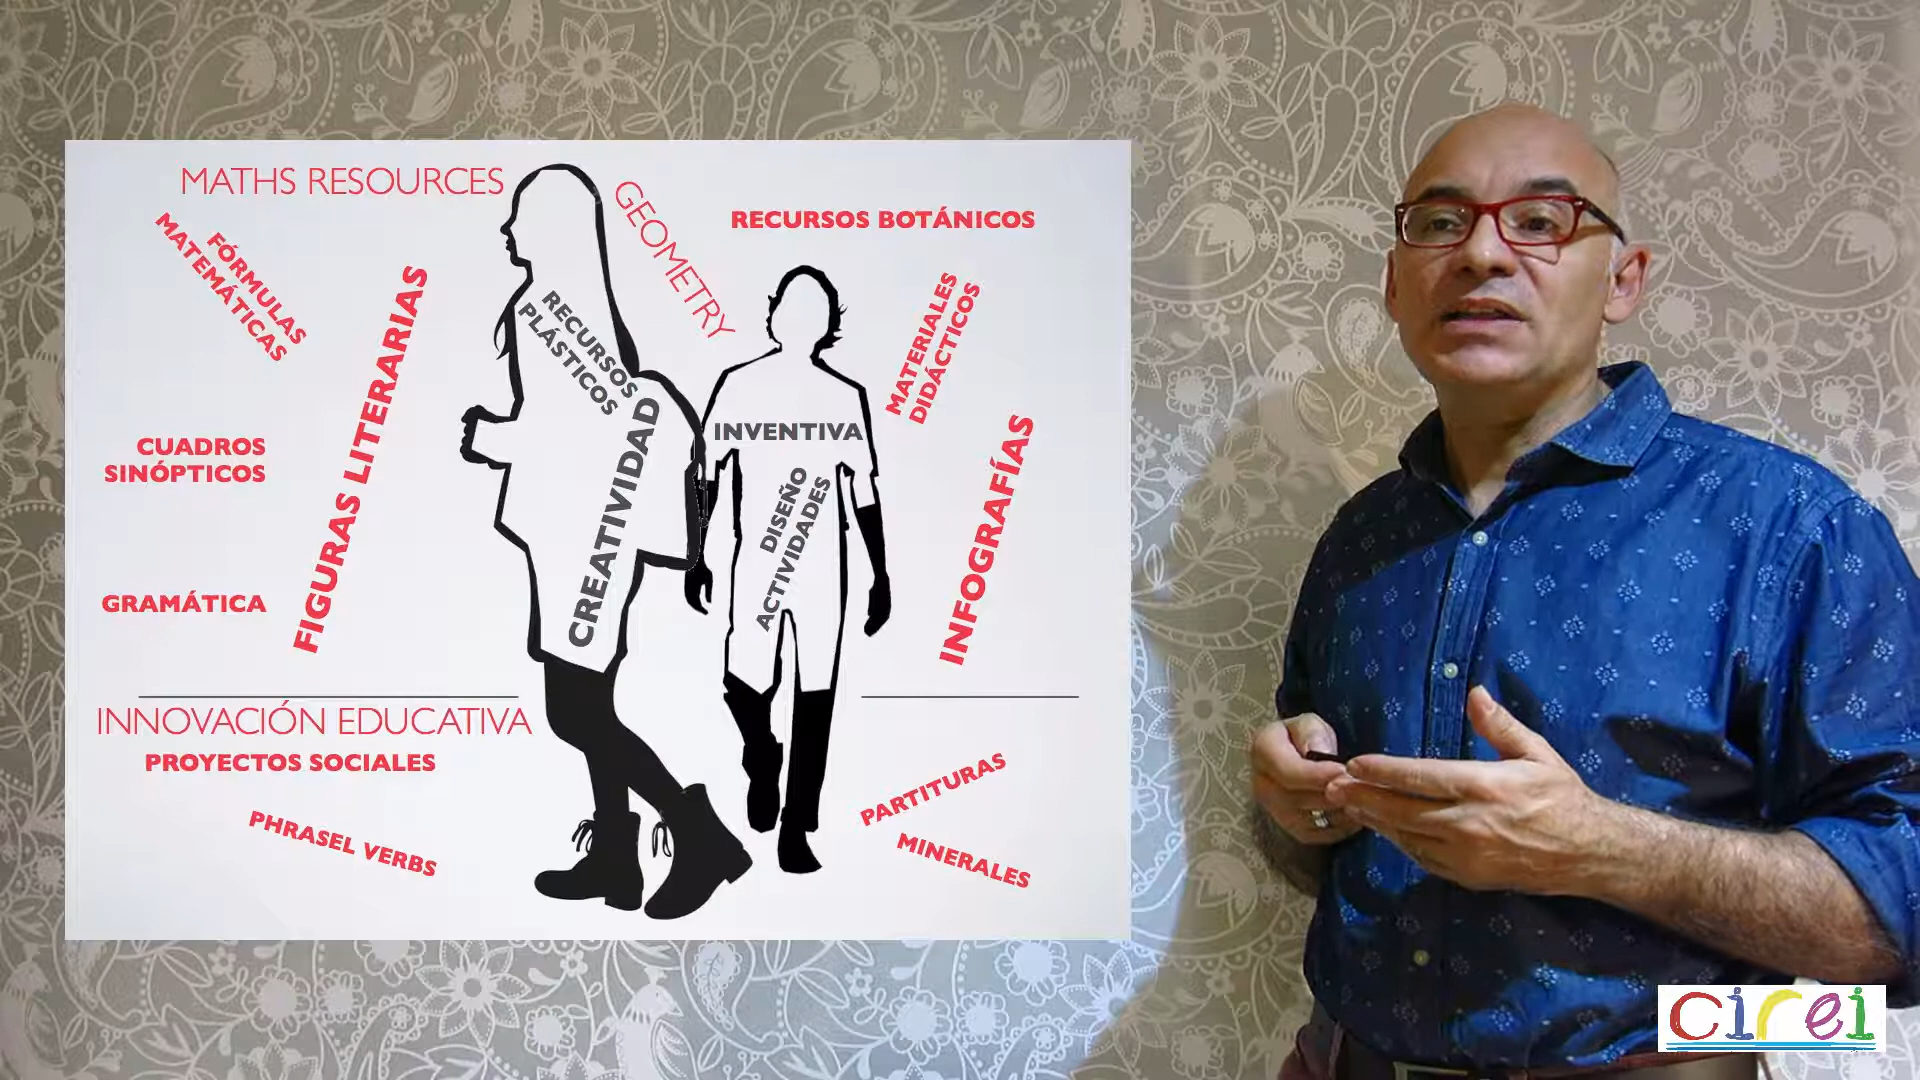 MATHS RESOURCES
GEOMETRY
RECURSOS BOTÁNICOS
FÓRMULAS
MATEMÁTICAS
FIGURAS LITERARIAS
RECURSOS
PLÁSTICOS
MATERIALES
DIDÁCTICOS
CREATIVIDAD
INVENTIVA
CUADROS
SINÓPTICOS
DISEÑO
ACTIVIDADES
INFOGRAFÍAS
GRAMÁTICA
INNOVACIÓN EDUCATIVA
PROYECTOS SOCIALES
PHRASEL VERBS
PARTITURAS
MINERALES
cirei